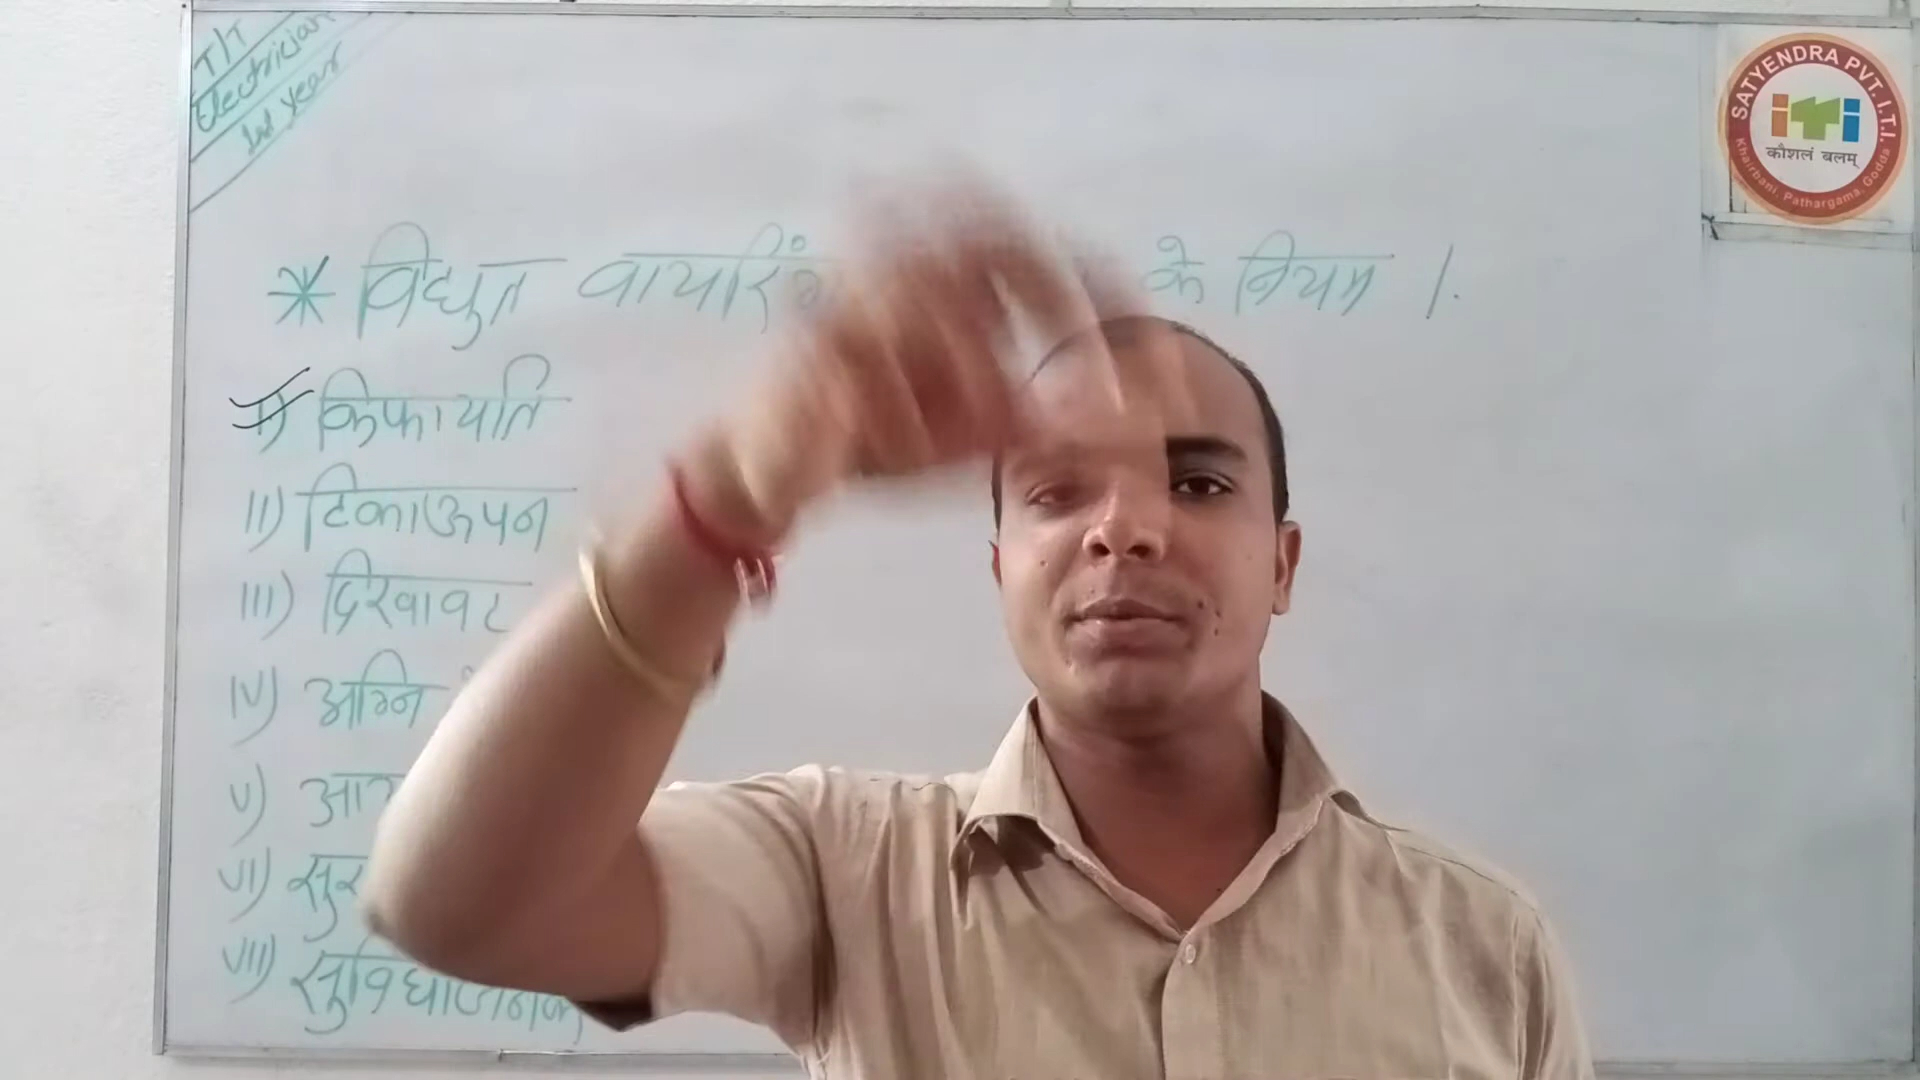 T/T
Electrician
1st year
SATYENDRA PVT. I.T.I.
iTi
कौशलं बलम्
Khairbani, Pathargama, Godda
* विद्युत वायरिंग के नियम ।
I) किफायति
II) टिकाऊपन
III) दिखावट
IV) अग्नि
V)
VI)
VII) सुविधाजनक